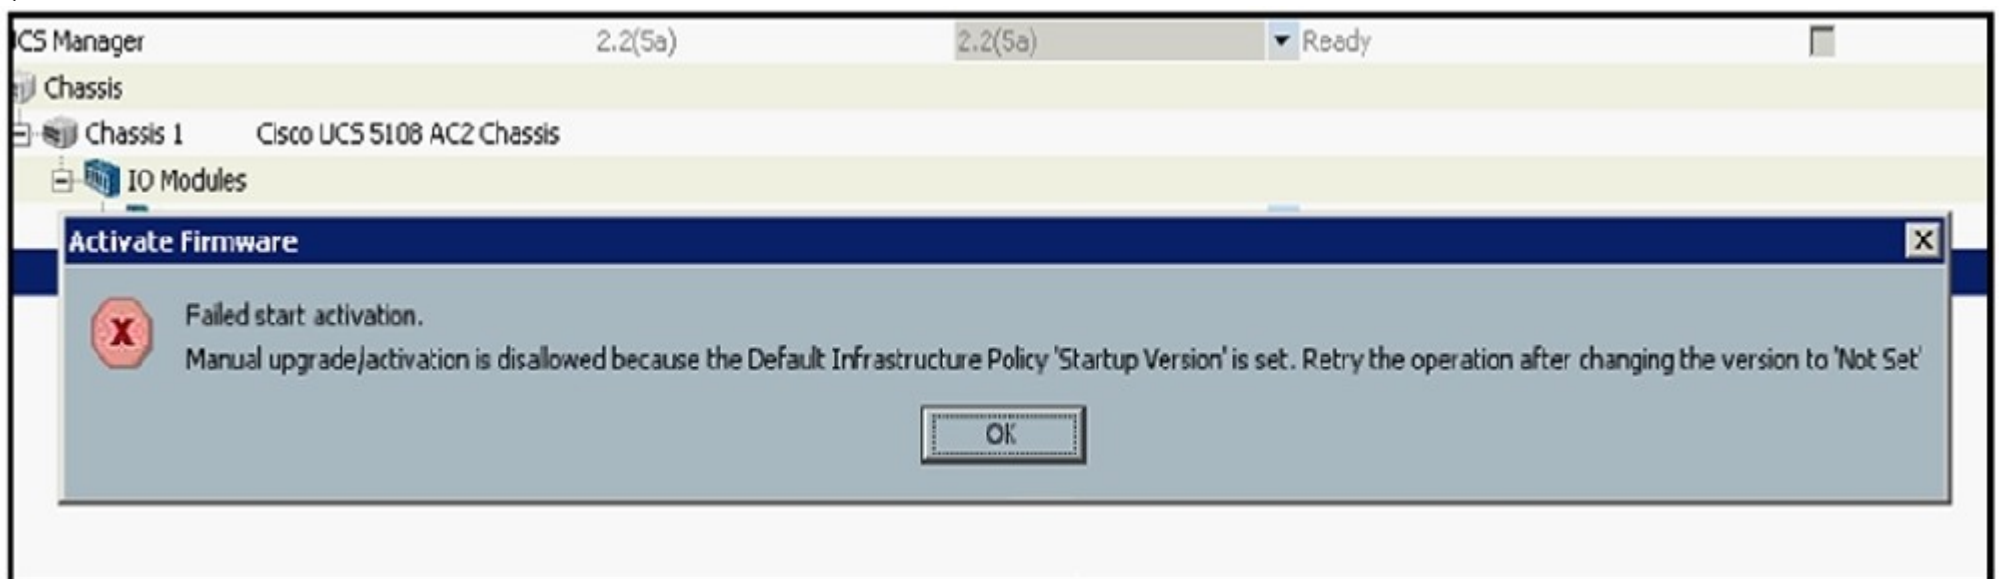 UCS Manager 2.2(5a) 2.2(5a) Ready
Chassis
Chassis 1 Cisco UCS 5108 AC2 Chassis
IO Modules
Activate Firmware
Failed start activation.
Manual upgrade/activation is disallowed because the Default Infrastructure Policy 'Startup Version' is set. Retry the operation after changing the version to 'Not Set'
OK